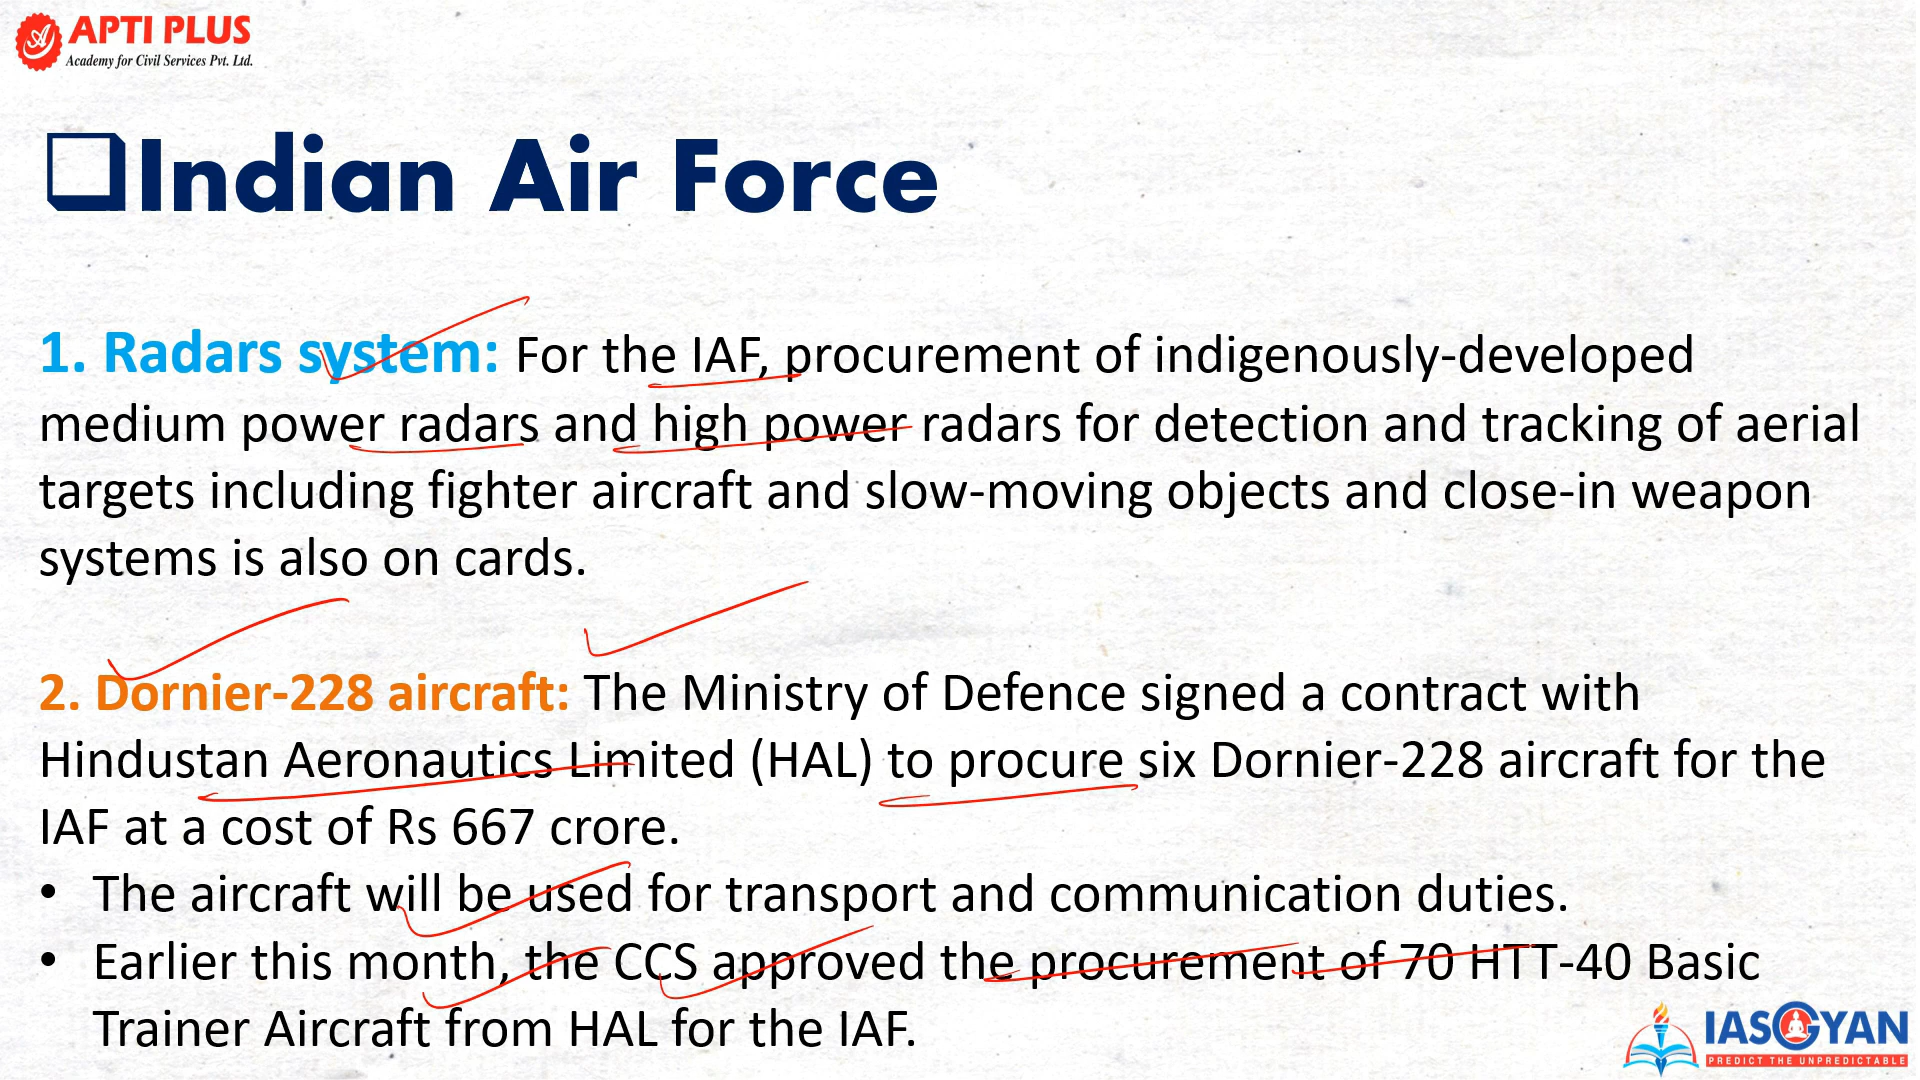 APTI PLUS
Academy for Civil Services Pvt. Ltd.
Indian Air Force
1. Radars system: For the IAF, procurement of indigenously-developed
medium power radars and high power radars for detection and tracking of aerial
targets including fighter aircraft and slow-moving objects and close-in weapon
systems is also on cards.
2. Dornier-228 aircraft: The Ministry of Defence signed a contract with
Hindustan Aeronautics Limited (HAL) to procure six Dornier-228 aircraft for the
IAF at a cost of Rs 667 crore.
• The aircraft will be used for transport and communication duties.
• Earlier this month, the CCS approved the procurement of 70 HTT-40 Basic
Trainer Aircraft from HAL for the IAF.
IASGYAN
PREDICT THE UNPREDICTABLE